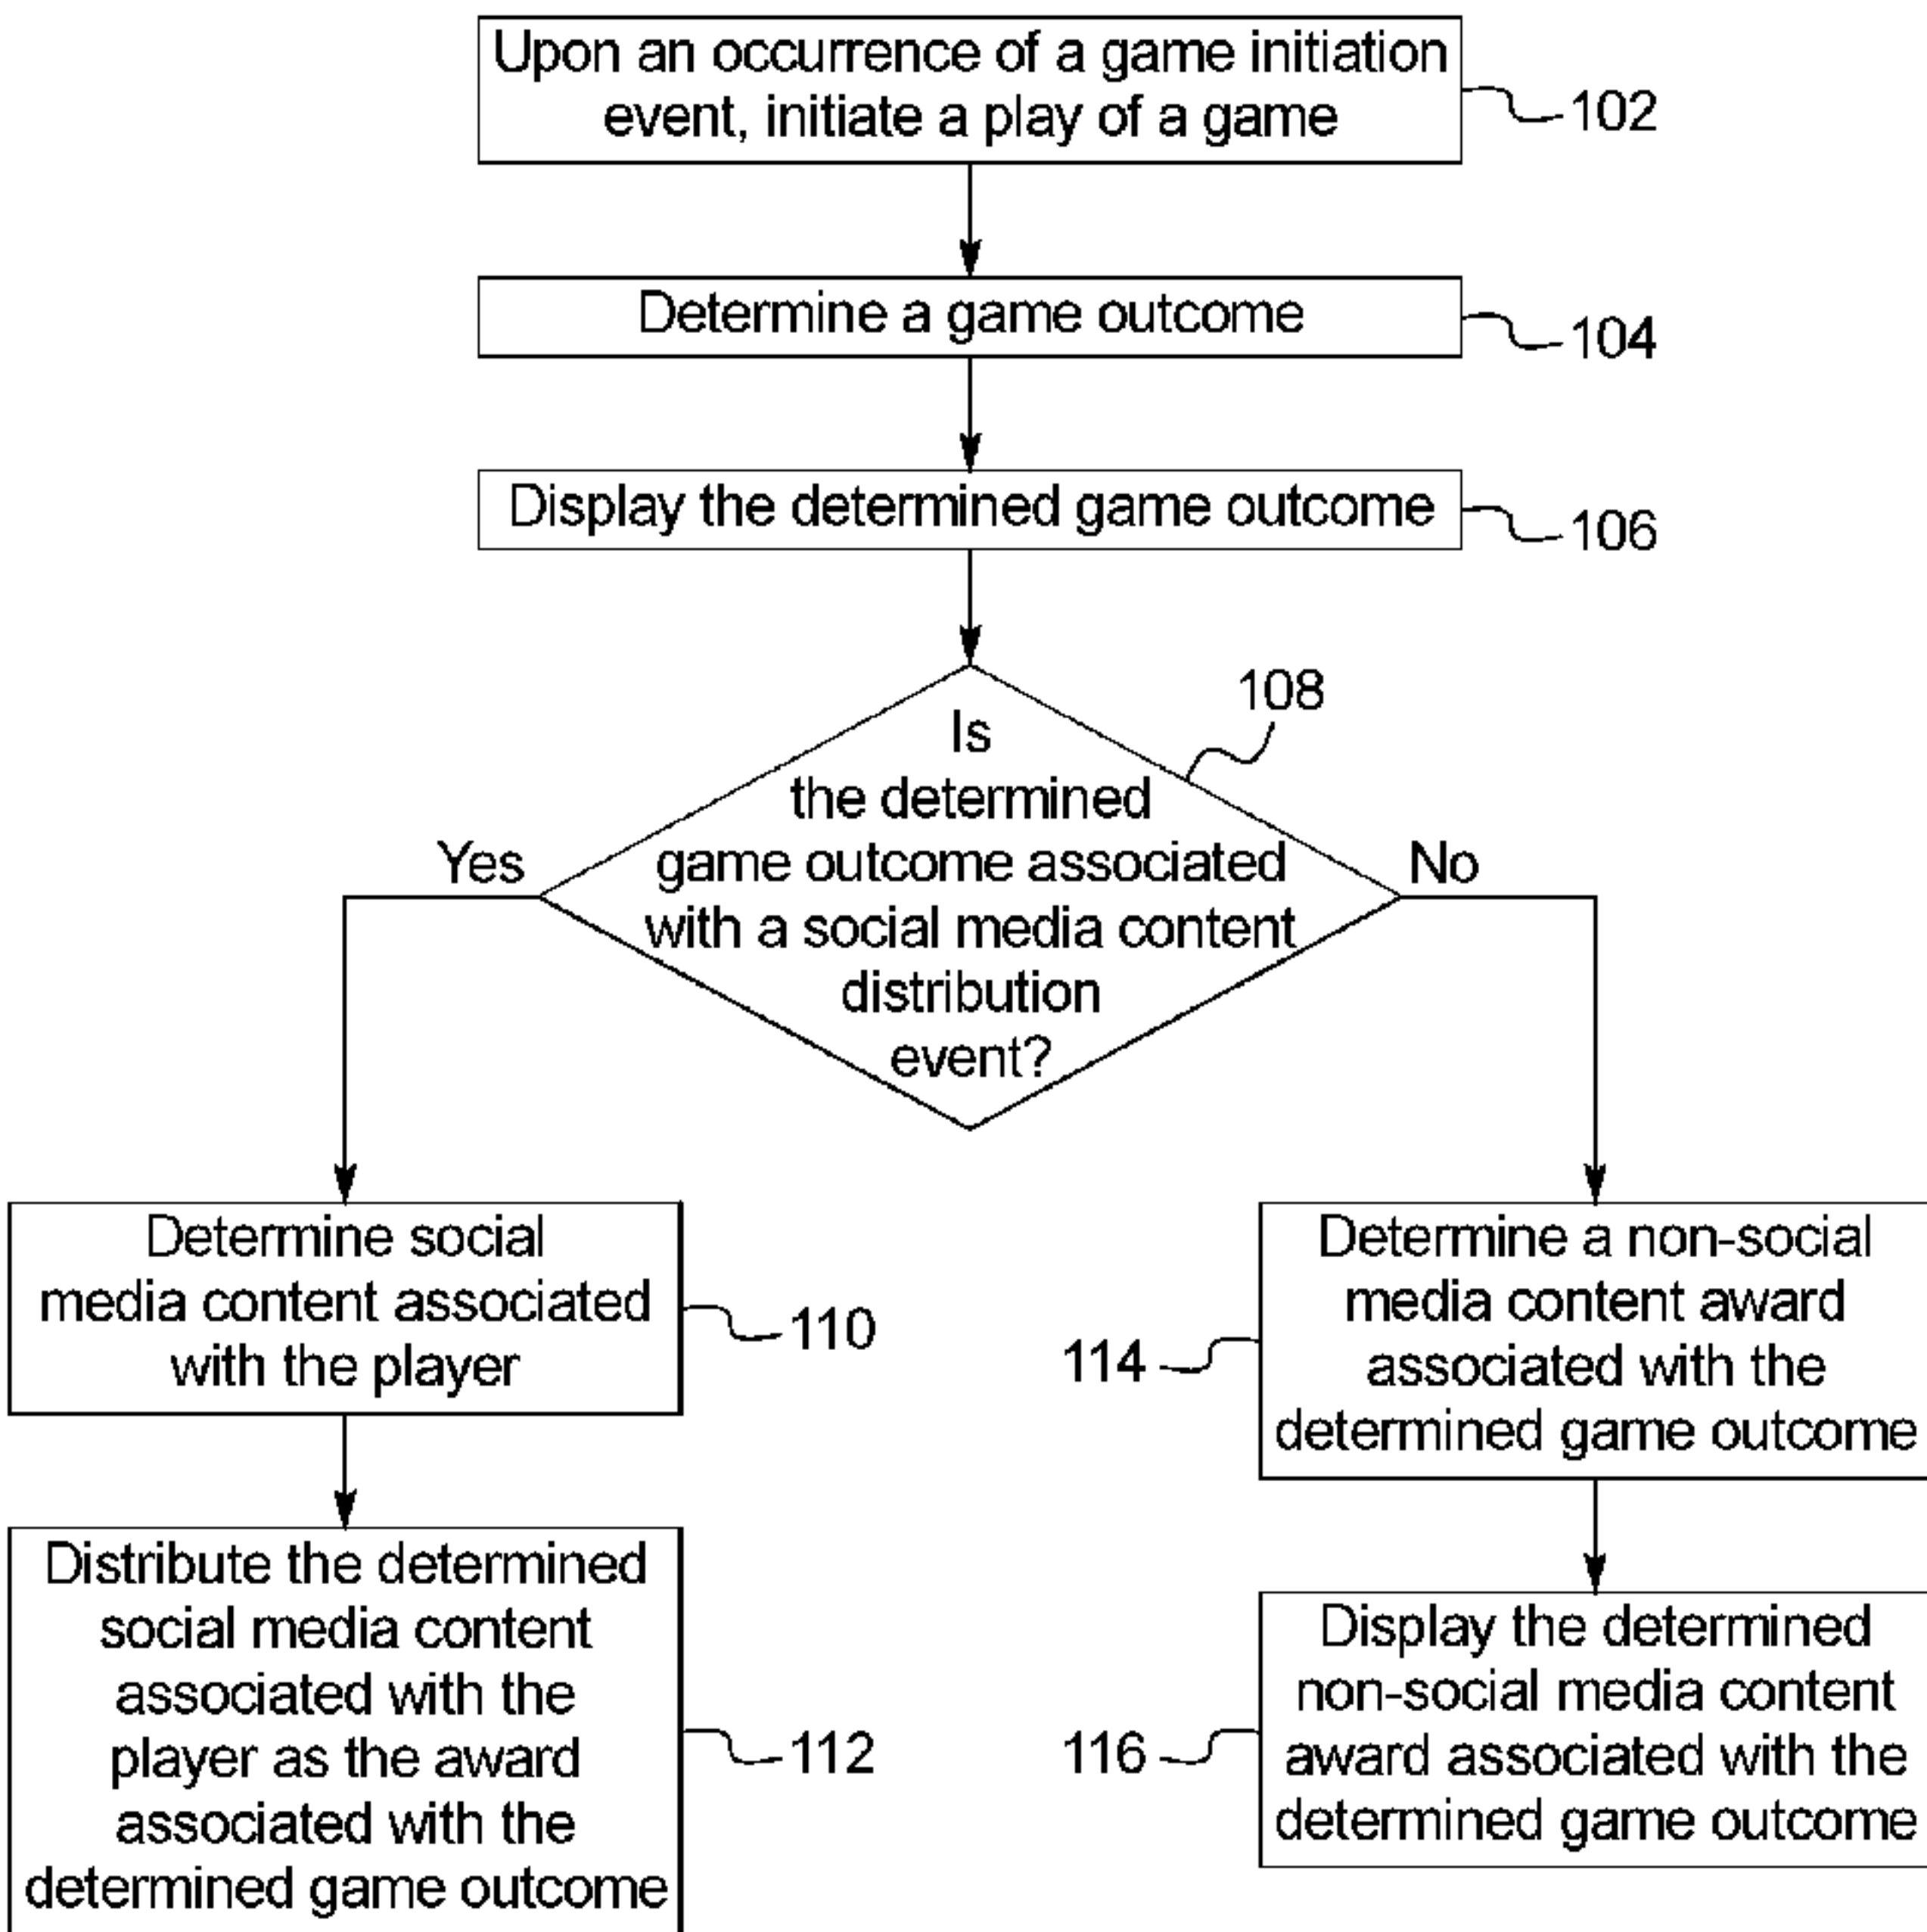 Upon an occurrence of a game initiation
event, initiate a play of a game
102
Determine a game outcome
104
Display the determined game outcome
106
108
Is
the determined
game outcome associated
with a social media content
distribution
event?
Yes
No
Determine social
media content associated
with the player
110
Distribute the determined
social media content
associated with the
player as the award
associated with the
determined game outcome
112
Determine a non-social
media content award
associated with the
determined game outcome
114
Display the determined
non-social media content
award associated with the
determined game outcome
116